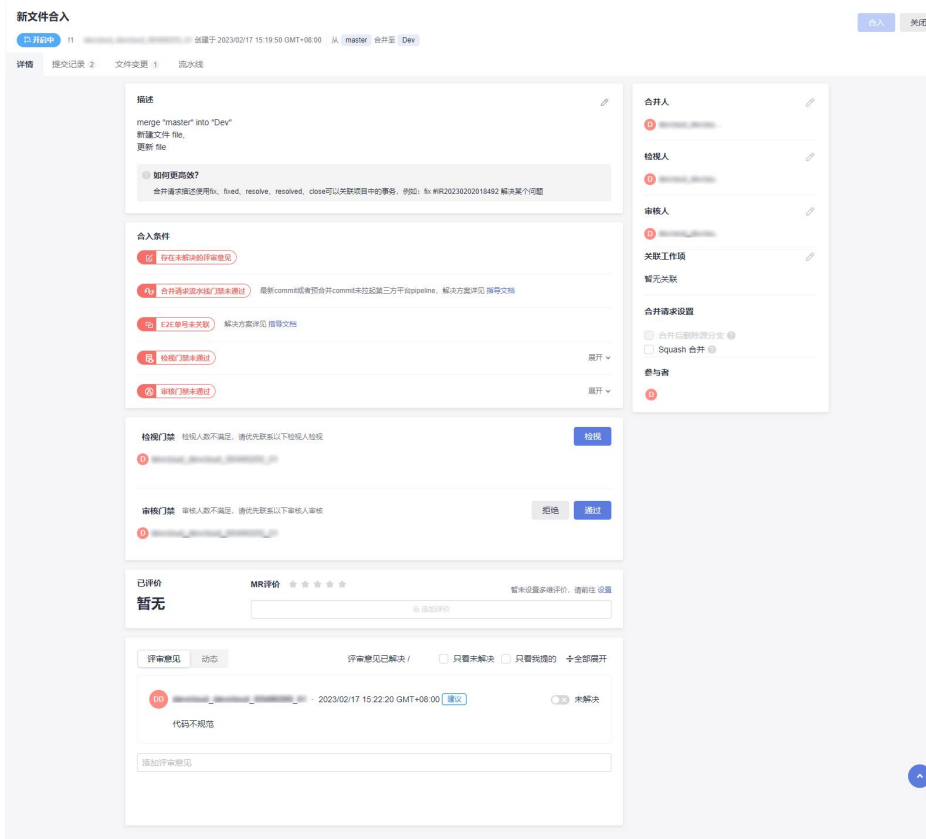 新文件合入
合入 关闭
开启中 !1 创建于 2023/02/17 15:19:50 GMT+08:00 从 master 合并至 Dev
详情 提交记录 2 文件变更 1 流水线
描述
merge "master" into "Dev"
新建文件 file,
更新 file
如何更高效?
合并请求描述使用fix、fixed、resolve、resolved、close可以关联项目中的事务,例如:fix #IR20230202018492 解决某个问题
合入条件
存在未解决的评审意见
合并请求流水线门禁未通过 最新commit或者预合并commit未拉起第三方平台pipeline,解决方案详见 指导文档
E2E单号未关联 解决方案详见 指导文档
检视门禁未通过 展开
审核门禁未通过 展开
检视门禁 检视人数不满足,请优先联系以下检视人检视 检视
D
审核门禁 审核人数不满足,请优先联系以下审核人审核 拒绝 通过
D
已评价 MR评价
暂无 暂未设置多维评价,请前往 设置
添加评价
评审意见 动态 评审意见已解决 / 只看未解决 只看我提的 全部展开
DD · 2023/02/17 15:22:20 GMT+08:00 建议 未解决
代码不规范
添加评审意见
合并人
D
检视人
D
审核人
D
关联工作项
暂无关联
合并请求设置
合并后删除源分支
Squash 合并
参与者
D